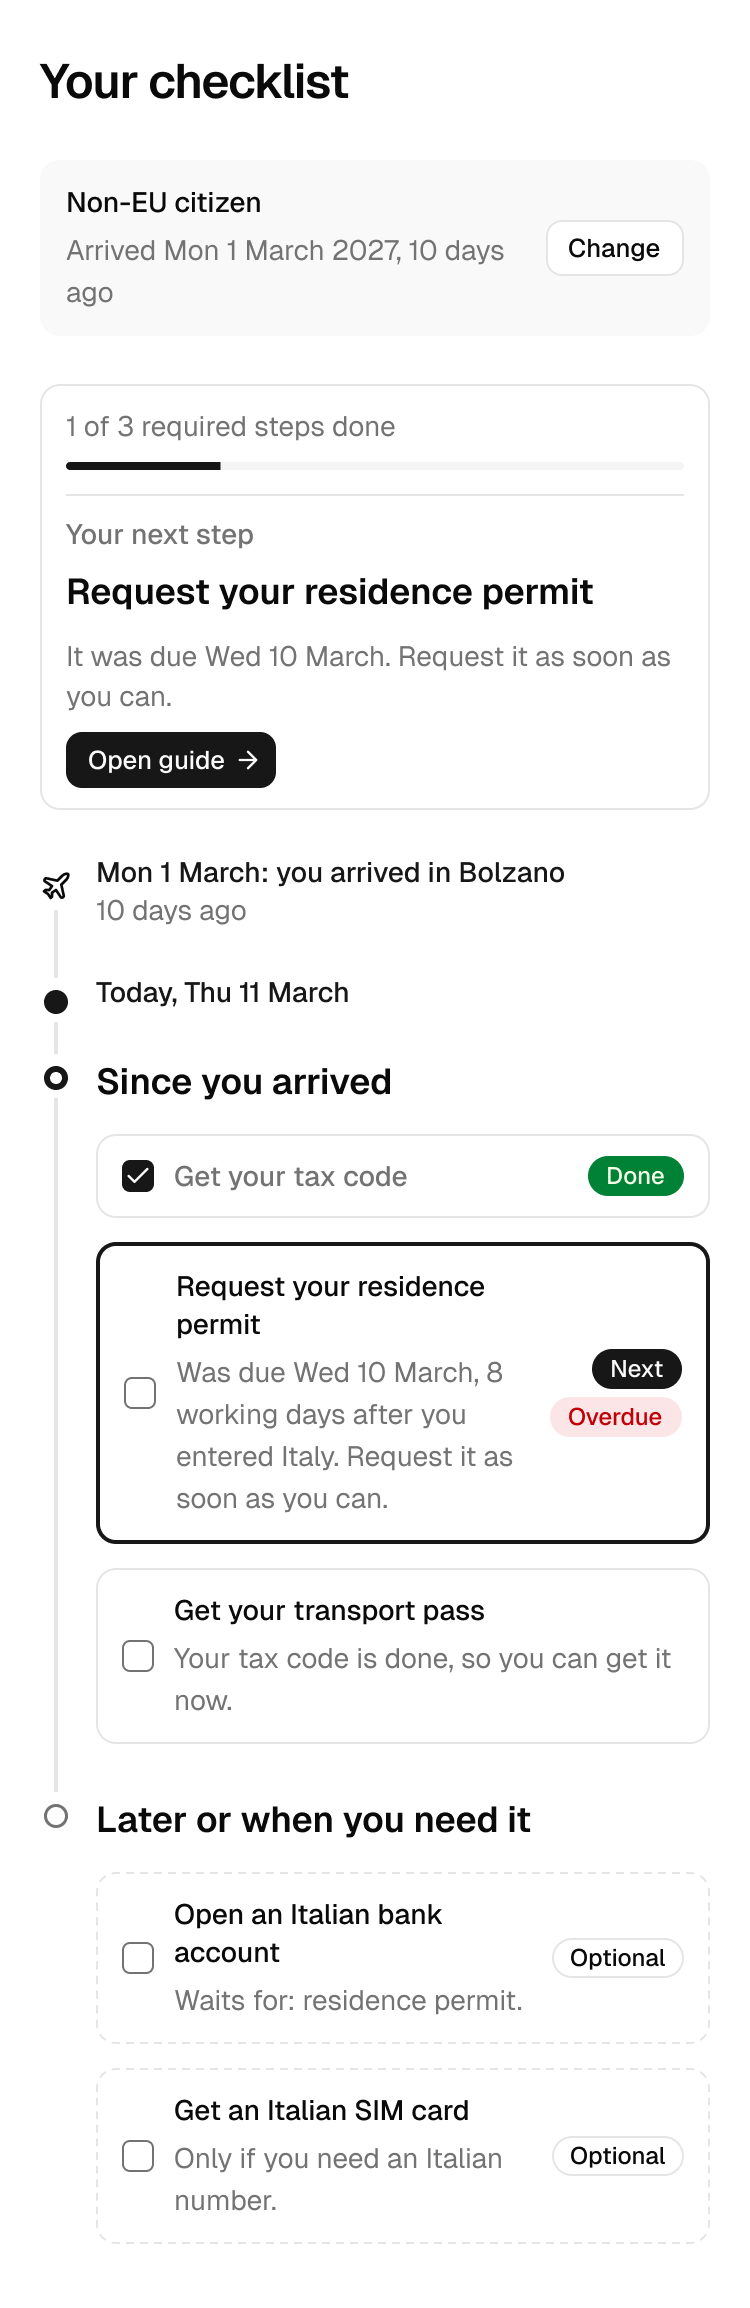 Your checklist
Non-EU citizen
Arrived Mon 1 March 2027, 10 days
ago
Change
1 of 3 required steps done
Your next step
Request your residence permit
It was due Wed 10 March. Request it as soon as
you can.
Open guide →
Mon 1 March: you arrived in Bolzano
10 days ago
Today, Thu 11 March
Since you arrived
Get your tax code
Done
Request your residence
permit
Was due Wed 10 March, 8
working days after you
entered Italy. Request it as
soon as you can.
Next
Overdue
Get your transport pass
Your tax code is done, so you can get it
now.
Later or when you need it
Open an Italian bank
account
Waits for: residence permit.
Optional
Get an Italian SIM card
Only if you need an Italian
number.
Optional